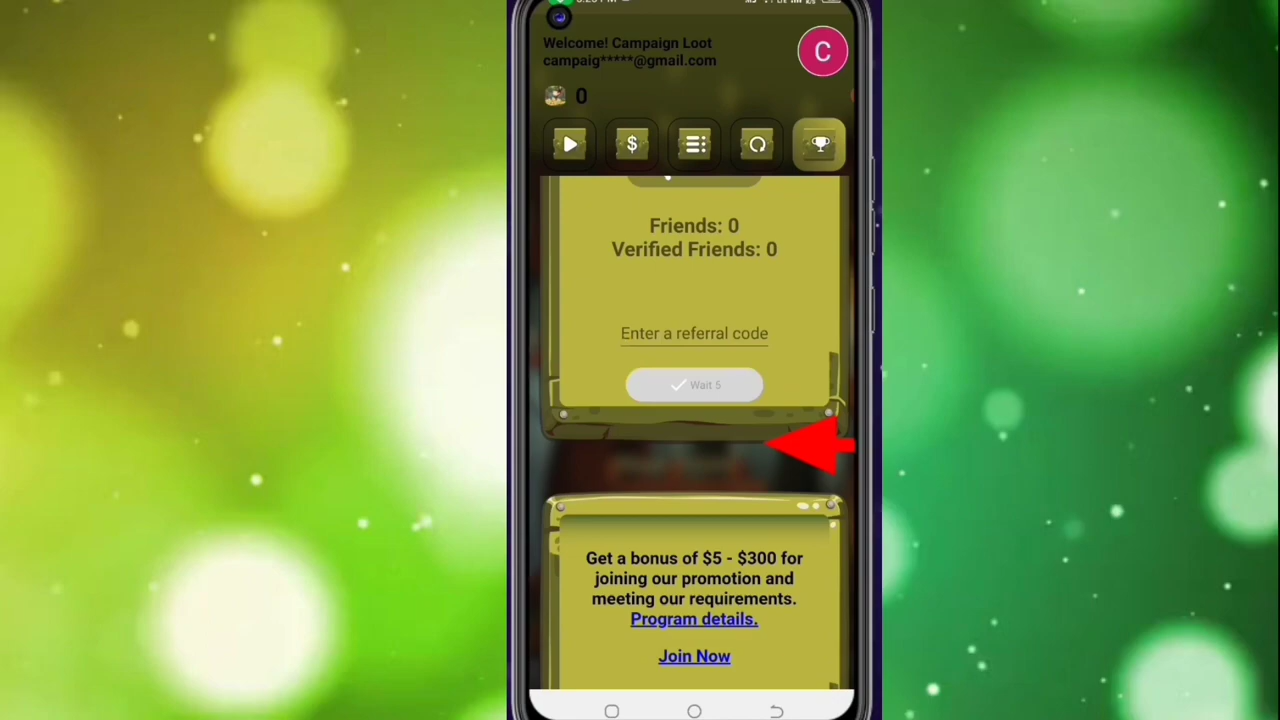 Welcome! Campaign Loot
campaig*****@gmail.com
C
0
$
Friends: 0
Verified Friends: 0
Enter a referral code
Wait 5
Get a bonus of $5 - $300 for
joining our promotion and
meeting our requirements.
Program details.
Join Now